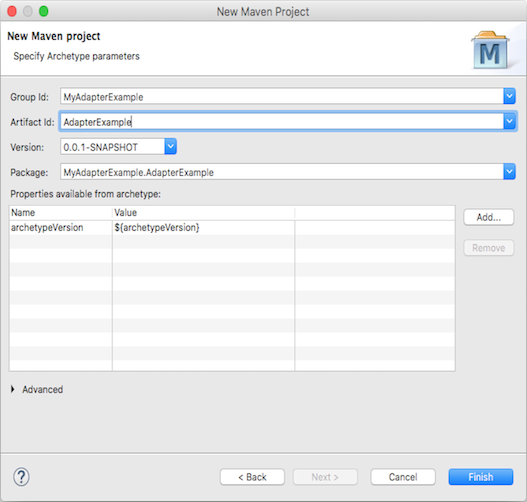 New Maven Project
New Maven project
Specify Archetype parameters
M
Group Id: MyAdapterExample
Artifact Id: AdapterExample
Version: 0.0.1-SNAPSHOT
Package: MyAdapterExample.AdapterExample
Properties available from archetype:
Name Value
archetypeVersion ${archetypeVersion}
Add...
Remove
Advanced
? < Back Next > Cancel Finish